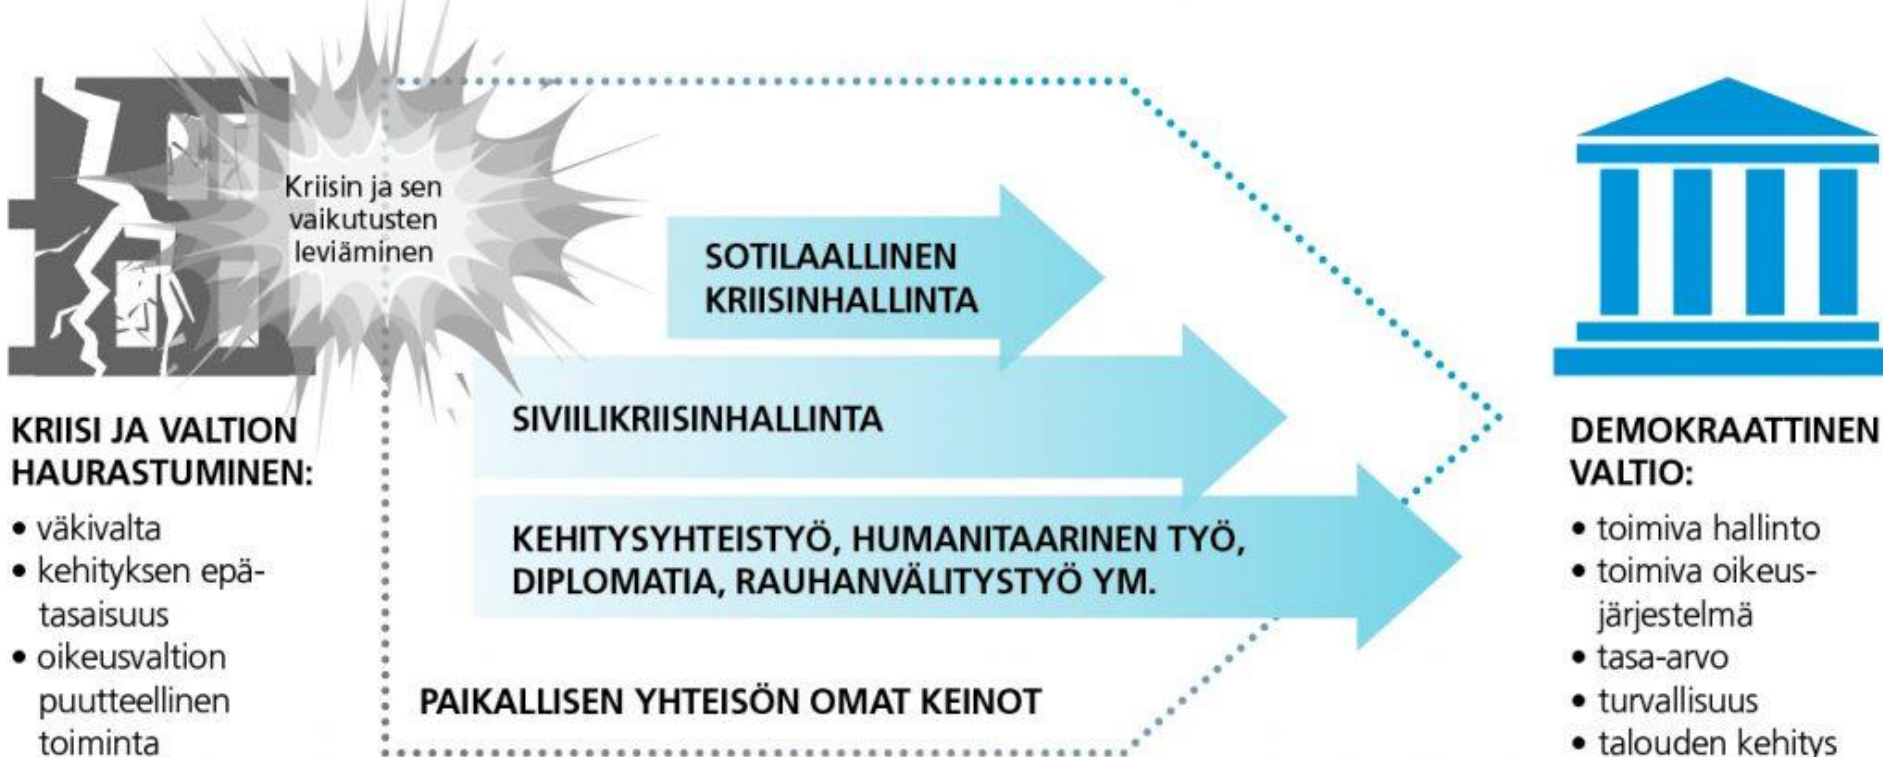 Kriisin ja sen
vaikutusten
leviäminen
KRIISI JA VALTION
HAURASTUMINEN:
• väkivalta
• kehityksen epä-
tasaisuus
• oikeusvaltion
puutteellinen
toiminta
SOTILAALLINEN
KRIISINHALLINTA
SIVIILIKRIISINHALLINTA
KEHITYSYHTEISTYÖ, HUMANITAARINEN TYÖ,
DIPLOMATIA, RAUHANVÄLITYSTYÖ YM.
PAIKALLISEN YHTEISÖN OMAT KEINOT
DEMOKRAATTINEN
VALTIO:
• toimiva hallinto
• toimiva oikeus-
järjestelmä
• tasa-arvo
• turvallisuus
• talouden kehitys